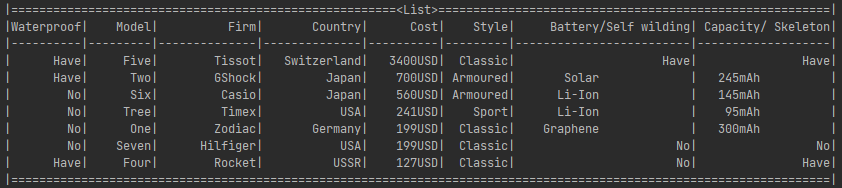 |======================================================<List>=======================================================|
|Waterproof|    Model|          Firm|       Country|      Cost|    Style|     Battery/Self wilding| Capacity/ Skeleton|
|----------|---------|--------------|--------------|----------|---------|-------------------------|-------------------|
|      Have|     Five|        Tissot|   Switzerland|   3400USD|  Classic|                     Have|               Have|
|      Have|      Two|        GShock|         Japan|    700USD| Armoured|       Solar             |   245mAh          |
|        No|      Six|         Casio|         Japan|    560USD| Armoured|      Li-Ion             |   145mAh          |
|        No|     Tree|         Timex|           USA|    241USD|    Sport|      Li-Ion             |    95mAh          |
|        No|      One|        Zodiac|       Germany|    199USD|  Classic|    Graphene             |   300mAh          |
|        No|    Seven|      Hilfiger|           USA|    199USD|  Classic|                       No|                 No|
|      Have|     Four|        Rocket|          USSR|    127USD|  Classic|                       No|               Have|
|===================================================================================================================|